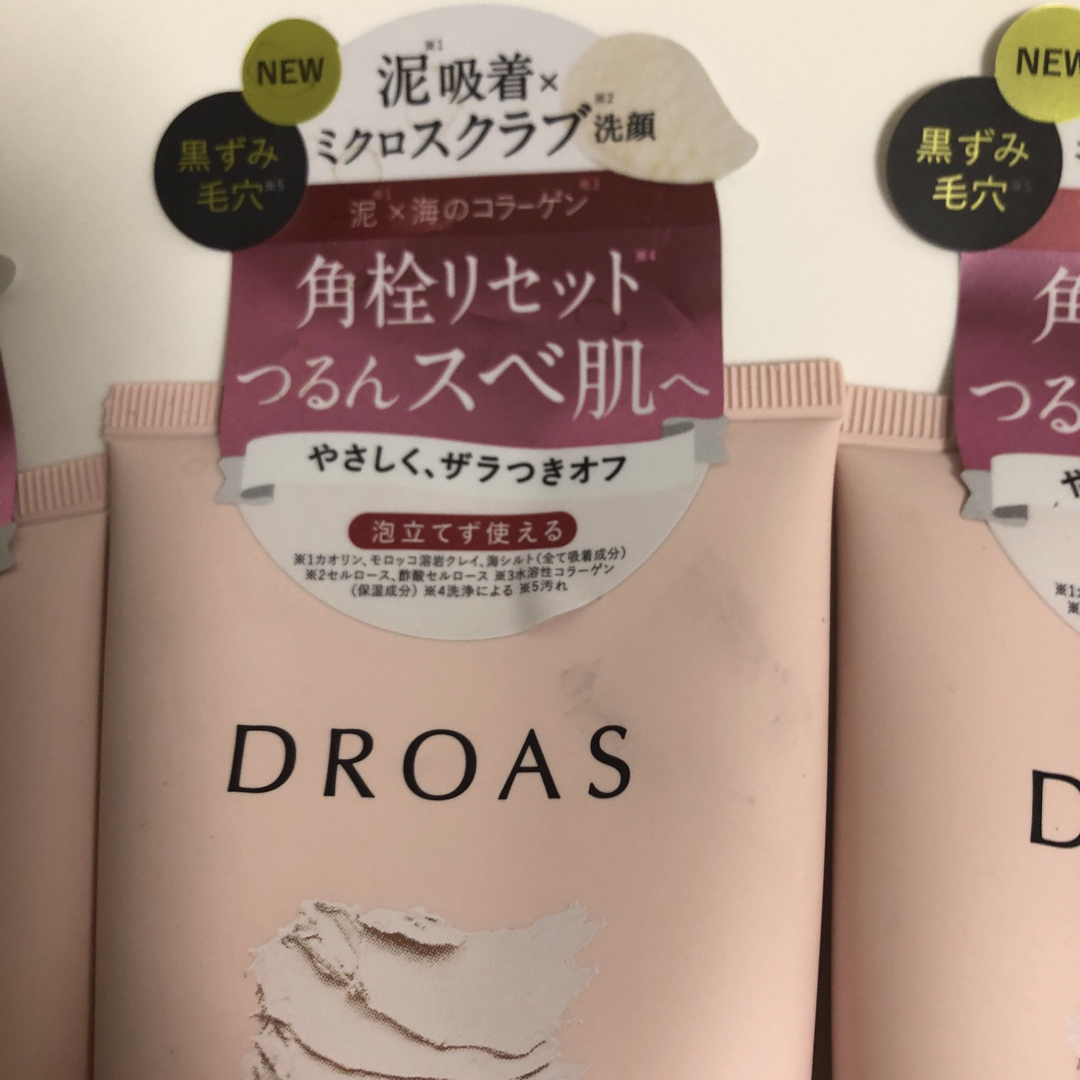 NEW
泥※1吸着×
ミクロスクラブ※2洗顔
黒ずみ
毛穴※5
泥※1×海のコラーゲン※3
角栓リセット※4
つるんスベ肌へ
やさしく、ザラつきオフ
泡立てず使える
※1カオリン、モロッコ溶岩クレイ、海シルト(全て吸着成分)
※2セルロース、酢酸セルロース ※3水溶性コラーゲン
(保湿成分) ※4洗浄による ※5汚れ
DROAS
NEW
黒ずみ
毛穴※5
角
つる
や
※1
※
D